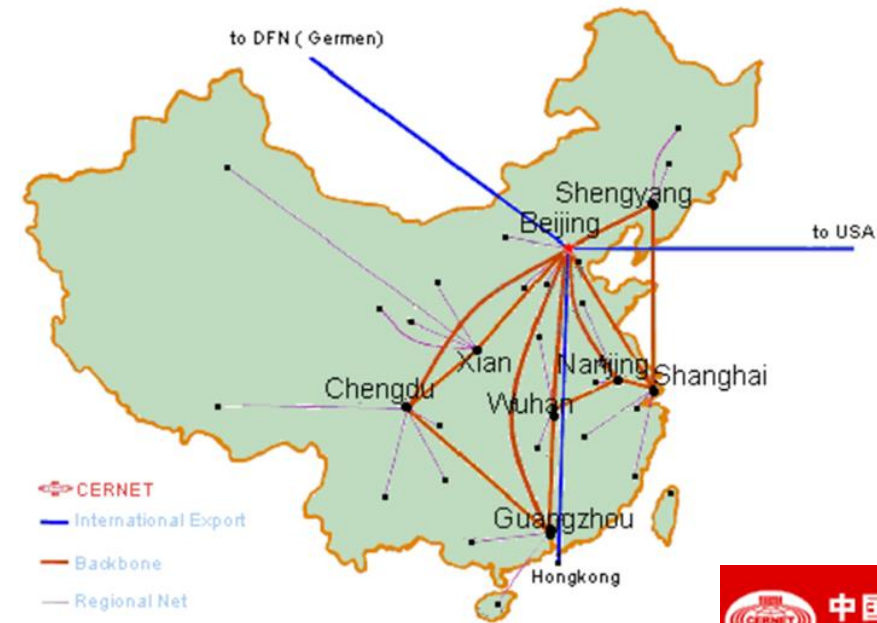 to DFN ( Germen)
Shengyang
Beijing
to USA
Xian
Nanjing
Shanghai
Chengdu
Wuhan
CERNET
International Export
Guangzhou
Backbone
Hongkong
Regional Net
CERNET
中国